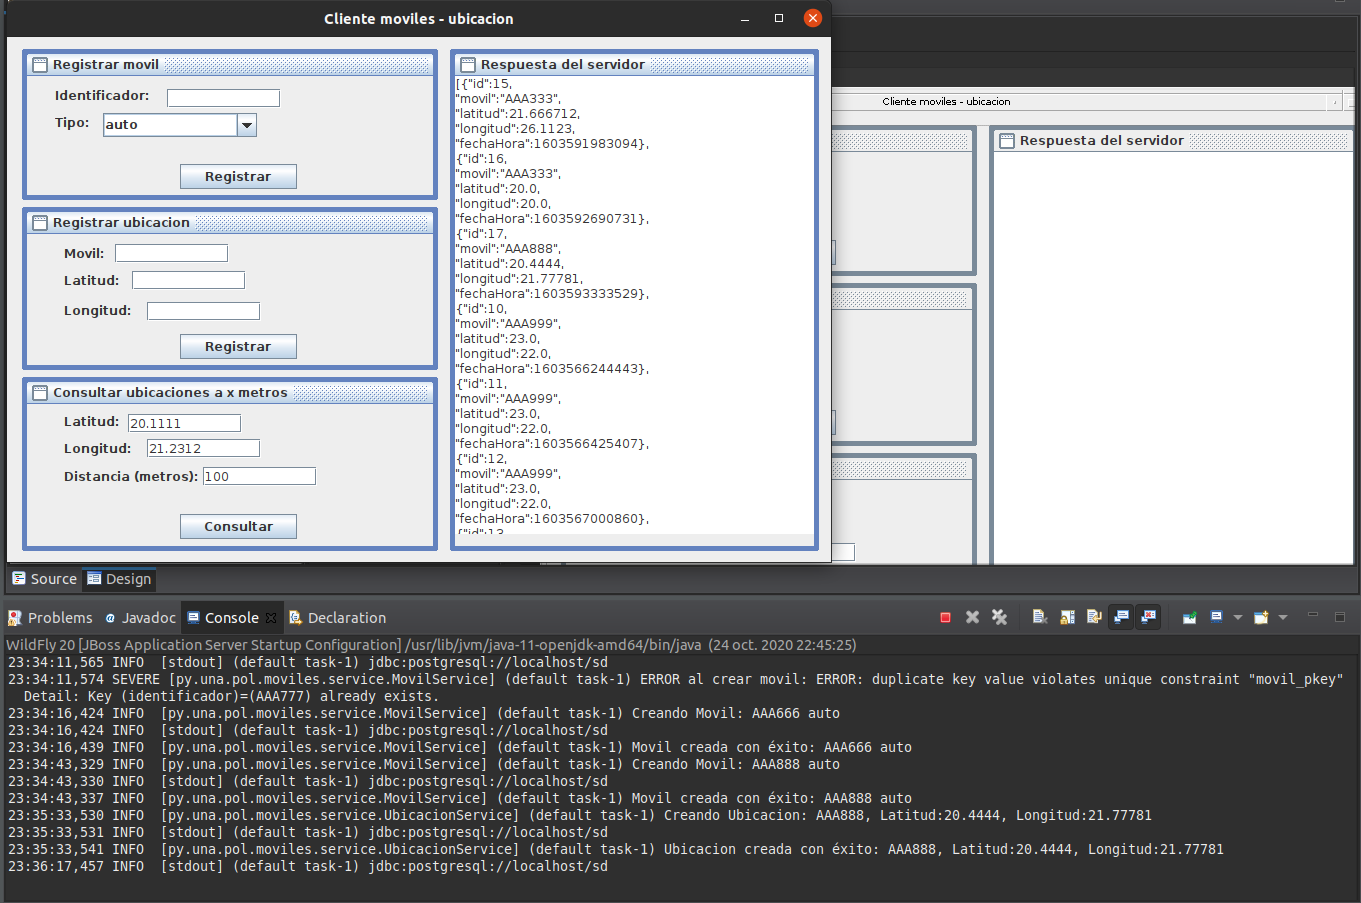 Cliente moviles - ubicacion
Registrar movil
Identificador:
Tipo: auto
Registrar
Registrar ubicacion
Movil:
Latitud:
Longitud:
Registrar
Consultar ubicaciones a x metros
Latitud: 20.1111
Longitud: 21.2312
Distancia (metros): 100
Consultar
Respuesta del servidor
[{"id":15,
"movil":"AAA333",
"latitud":21.666712,
"longitud":26.1123,
"fechaHora":1603591983094},
{"id":16,
"movil":"AAA333",
"latitud":20.0,
"longitud":20.0,
"fechaHora":1603592690731},
{"id":17,
"movil":"AAA888",
"latitud":20.4444,
"longitud":21.77781,
"fechaHora":1603593333529},
{"id":10,
"movil":"AAA999",
"latitud":23.0,
"longitud":22.0,
"fechaHora":1603566244443},
{"id":11,
"movil":"AAA999",
"latitud":23.0,
"longitud":22.0,
"fechaHora":1603566425407},
{"id":12,
"movil":"AAA999",
"latitud":23.0,
"longitud":22.0,
"fechaHora":1603567000860},
{"id":13,
Cliente moviles - ubicacion
Respuesta del servidor
Source Design
Problems Javadoc Console Declaration
WildFly 20 [JBoss Application Server Startup Configuration] /usr/lib/jvm/java-11-openjdk-amd64/bin/java (24 oct. 2020 22:45:25)
23:34:11,565 INFO [stdout] (default task-1) jdbc:postgresql://localhost/sd
23:34:11,574 SEVERE [py.una.pol.moviles.service.MovilService] (default task-1) ERROR al crear movil: ERROR: duplicate key value violates unique constraint "movil_pkey"
Detail: Key (identificador)=(AAA777) already exists.
23:34:16,424 INFO [py.una.pol.moviles.service.MovilService] (default task-1) Creando Movil: AAA666 auto
23:34:16,424 INFO [stdout] (default task-1) jdbc:postgresql://localhost/sd
23:34:16,439 INFO [py.una.pol.moviles.service.MovilService] (default task-1) Movil creada con éxito: AAA666 auto
23:34:43,329 INFO [py.una.pol.moviles.service.MovilService] (default task-1) Creando Movil: AAA888 auto
23:34:43,330 INFO [stdout] (default task-1) jdbc:postgresql://localhost/sd
23:34:43,337 INFO [py.una.pol.moviles.service.MovilService] (default task-1) Movil creada con éxito: AAA888 auto
23:35:33,530 INFO [py.una.pol.moviles.service.UbicacionService] (default task-1) Creando Ubicacion: AAA888, Latitud:20.4444, Longitud:21.77781
23:35:33,531 INFO [stdout] (default task-1) jdbc:postgresql://localhost/sd
23:35:33,541 INFO [py.una.pol.moviles.service.UbicacionService] (default task-1) Ubicacion creada con éxito: AAA888, Latitud:20.4444, Longitud:21.77781
23:36:17,457 INFO [stdout] (default task-1) jdbc:postgresql://localhost/sd